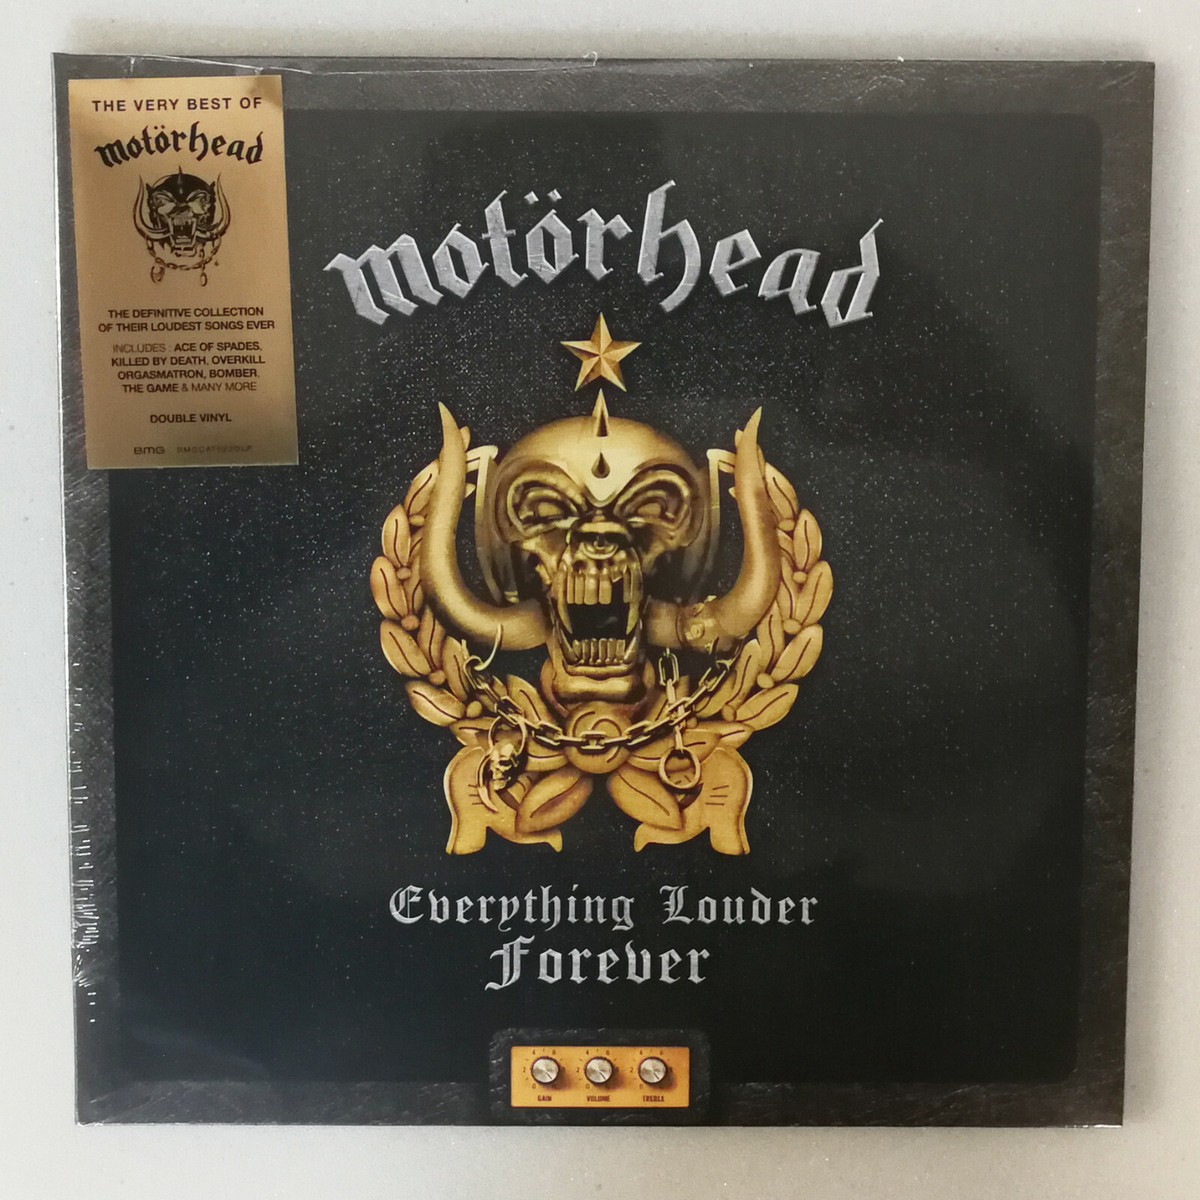 THE VERY BEST OF
motörhead
THE DEFINITIVE COLLECTION
OF THEIR LOUDEST SONGS EVER
INCLUDES : ACE OF SPADES,
KILLED BY DEATH, OVERKILL
ORGASMATRON, BOMBER,
THE GAME & MANY MORE
DOUBLE VINYL
BMG
motörhead
Everything Louder
Forever
GAIN VOLUME TREBLE